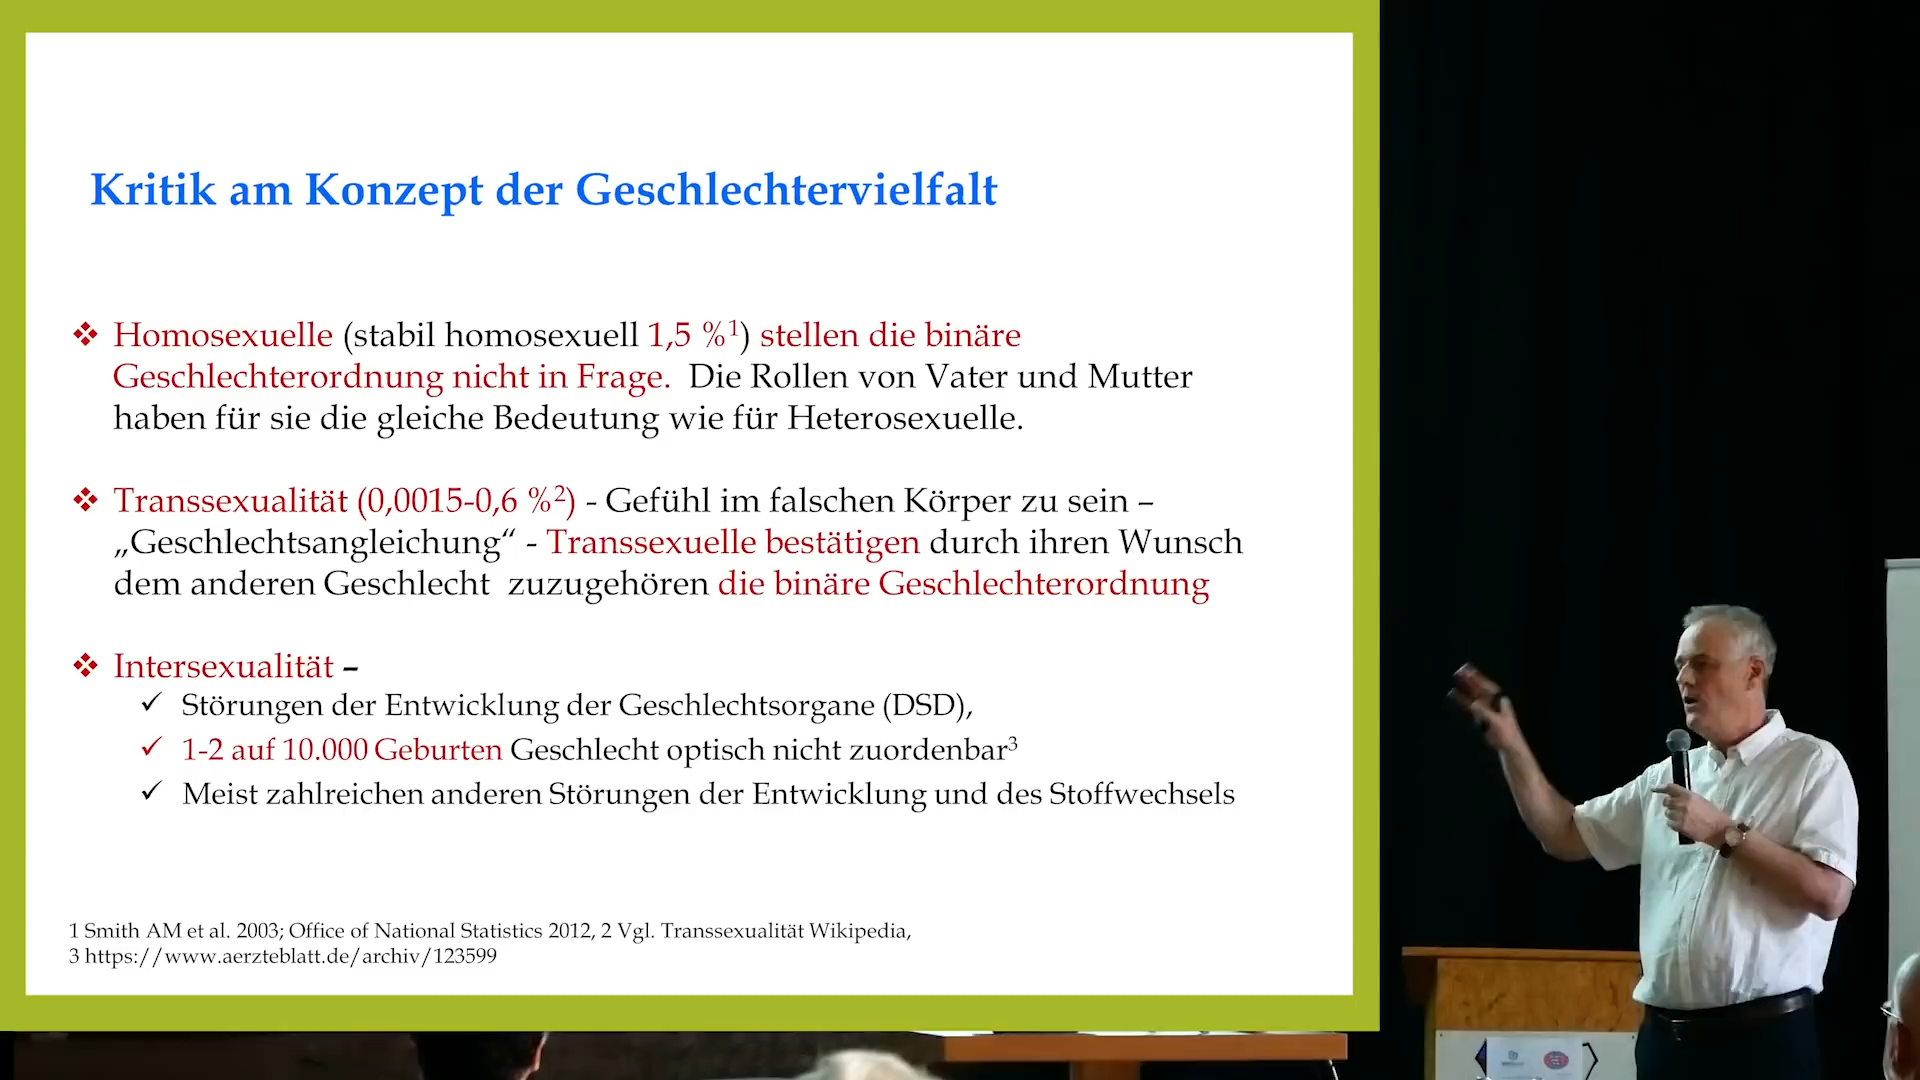 Kritik am Konzept der Geschlechtervielfalt
❖ Homosexuelle (stabil homosexuell 1,5 %¹) stellen die binäre
Geschlechterordnung nicht in Frage.  Die Rollen von Vater und Mutter
haben für sie die gleiche Bedeutung wie für Heterosexuelle.
❖ Transsexualität (0,0015-0,6 %²) - Gefühl im falschen Körper zu sein –
„Geschlechtsangleichung“ - Transsexuelle bestätigen durch ihren Wunsch
dem anderen Geschlecht  zuzugehören die binäre Geschlechterordnung
❖ Intersexualität –
✓ Störungen der Entwicklung der Geschlechtsorgane (DSD),
✓ 1-2 auf 10.000 Geburten Geschlecht optisch nicht zuordenbar³
✓ Meist zahlreichen anderen Störungen der Entwicklung und des Stoffwechsels
1 Smith AM et al. 2003; Office of National Statistics 2012, 2 Vgl. Transsexualität Wikipedia,
3 https://www.aerzteblatt.de/archiv/123599